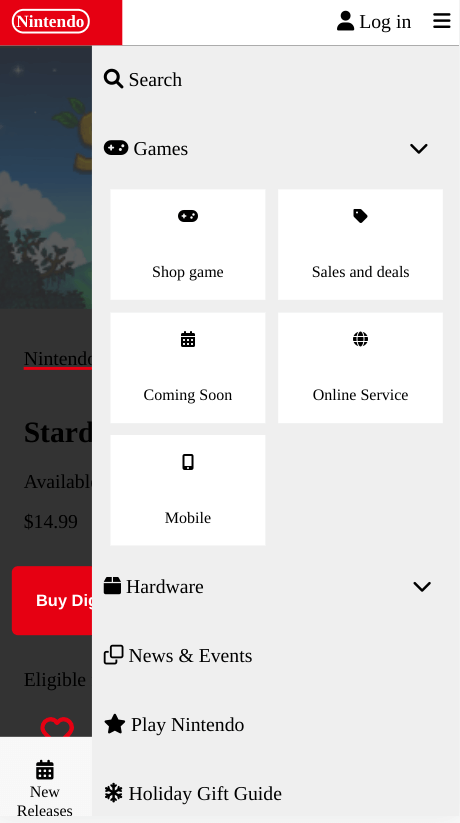 Nintendo
Log in
Search
Games
Shop game
Sales and deals
Coming Soon
Online Service
Mobile
Hardware
News & Events
Play Nintendo
Holiday Gift Guide
Nintendo
Stard
Available
$14.99
Buy Dig
Eligible
New
Releases